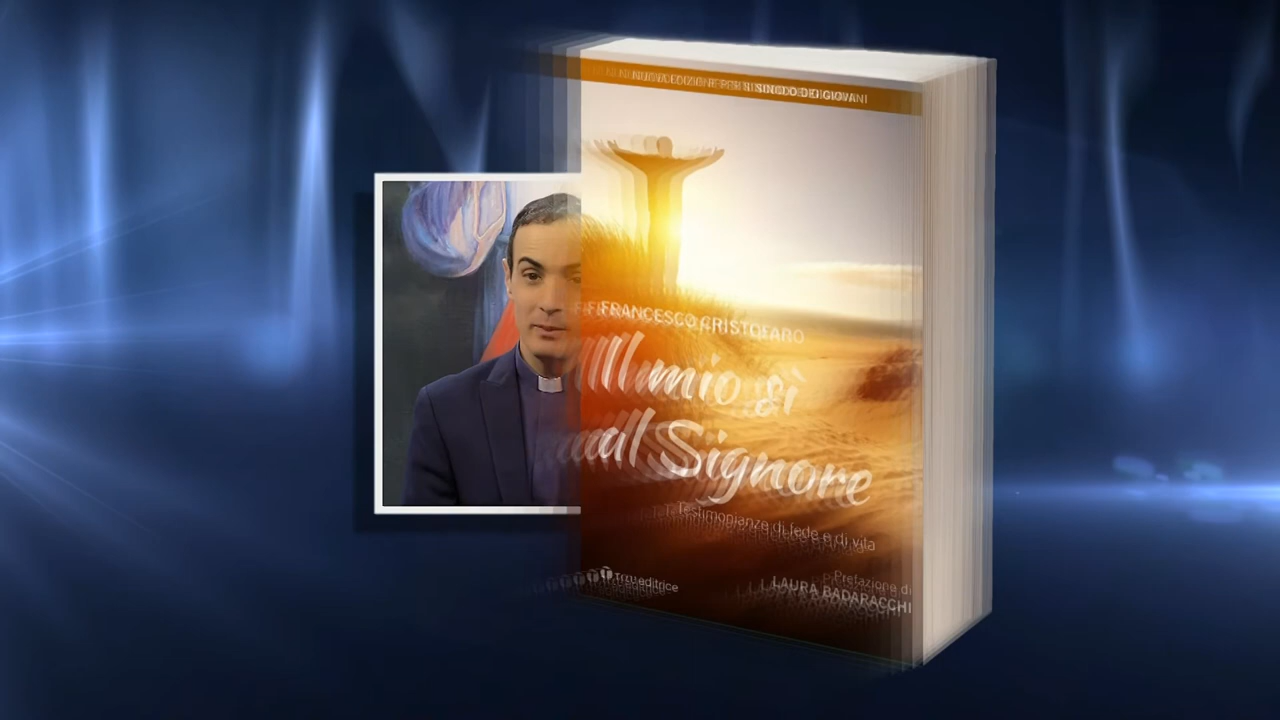 NUOVA EDIZIONE PER IL SINODO DEI GIOVANI
FRANCESCO CRISTOFARO
Il mio sì
al Signore
Testimonianze di fede e di vita
Tau editrice
Prefazione di
LAURA BADARACCHI